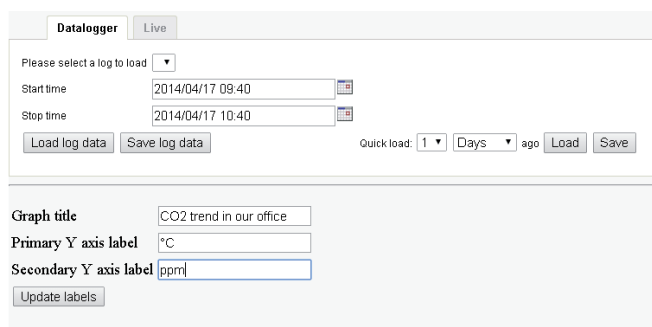 Datalogger Live
Please select a log to load
Start time 2014/04/17 09:40
Stop time 2014/04/17 10:40
Load log data Save log data Quick load: 1 Days ago Load Save
Graph title CO2 trend in our office
Primary Y axis label °C
Secondary Y axis label ppm
Update labels